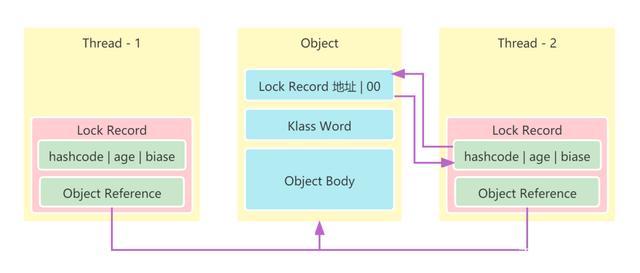 Thread - 1
Object
Thread - 2
Lock Record 地址 | 00
Klass Word
Object Body
Lock Record
hashcode | age | biase
Object Reference
Lock Record
hashcode | age | biase
Object Reference